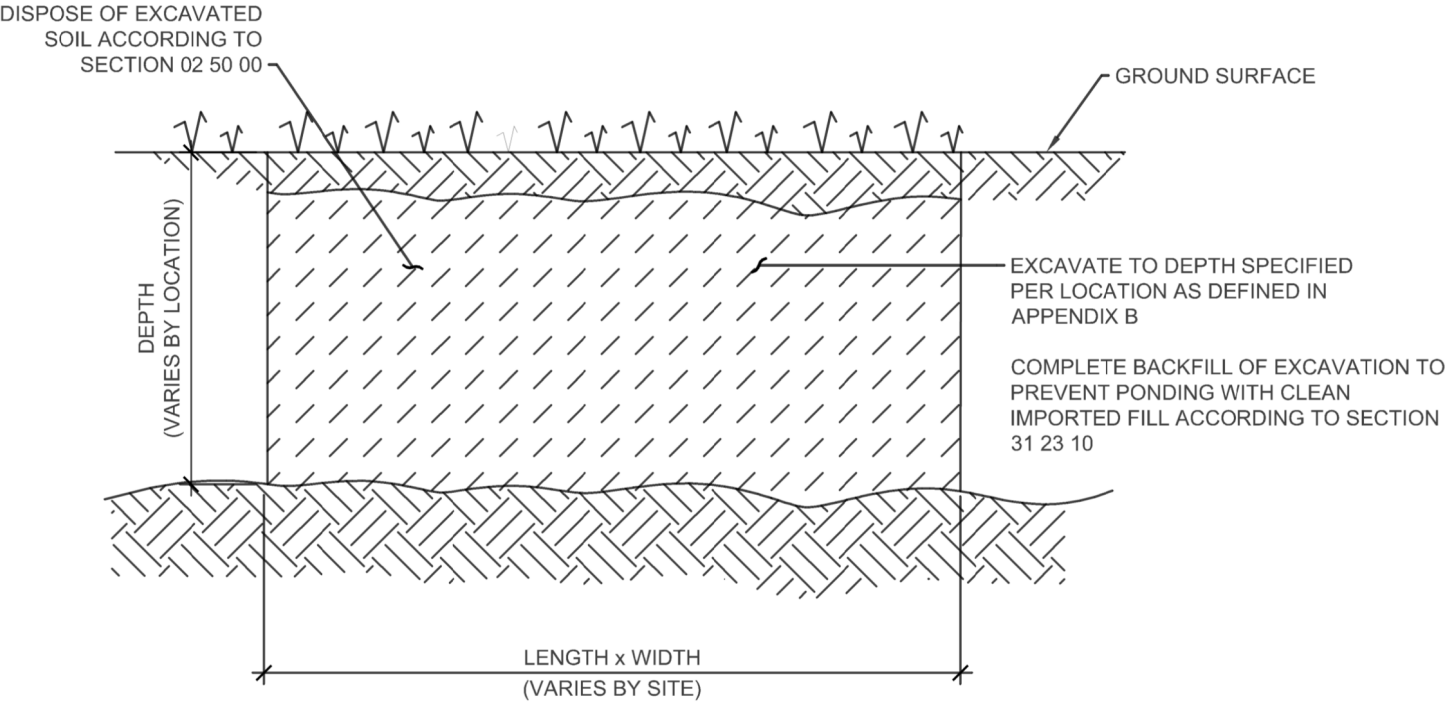 DISPOSE OF EXCAVATED
SOIL ACCORDING TO
SECTION 02 50 00
GROUND SURFACE
DEPTH
(VARIES BY LOCATION)
EXCAVATE TO DEPTH SPECIFIED
PER LOCATION AS DEFINED IN
APPENDIX B
COMPLETE BACKFILL OF EXCAVATION TO
PREVENT PONDING WITH CLEAN
IMPORTED FILL ACCORDING TO SECTION
31 23 10
LENGTH x WIDTH
(VARIES BY SITE)